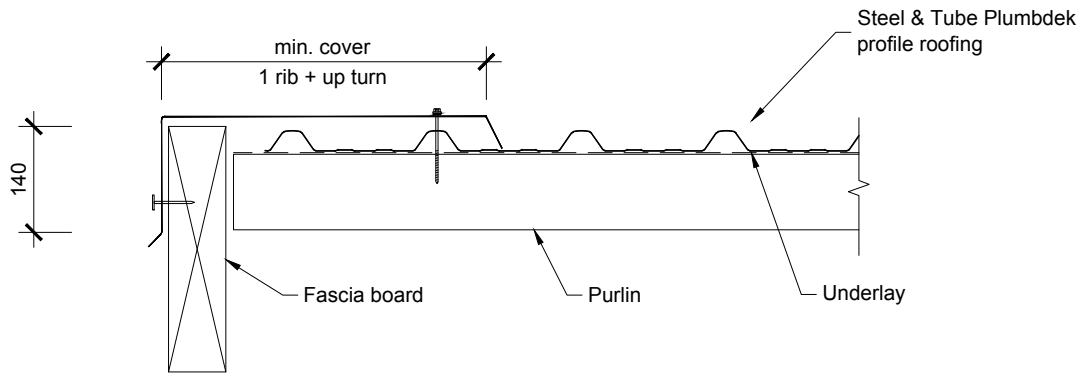 Steel & Tube Plumbdek
profile roofing
min. cover
1 rib + up turn
140
Fascia board
Purlin
Underlay